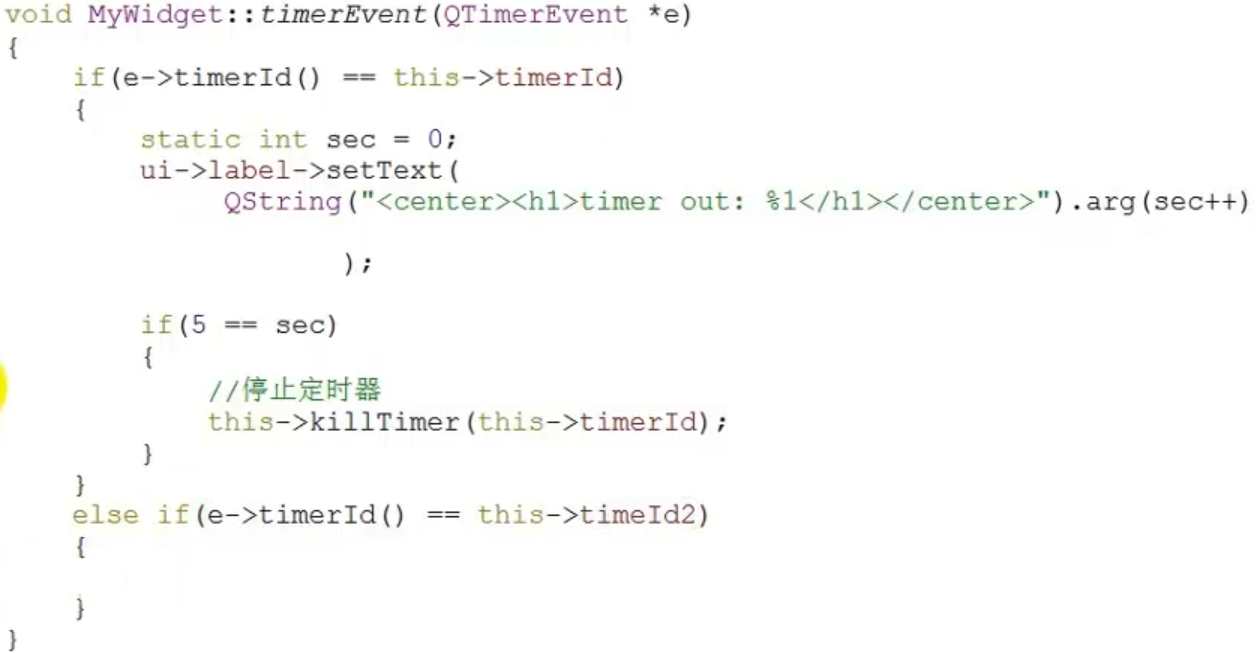 void MyWidget::timerEvent(QTimerEvent *e)
{
    if(e->timerId() == this->timerId)
    {
        static int sec = 0;
        ui->label->setText(
             QString("<center><h1>timer out: %1</h1></center>").arg(sec++)
                    );
        if(5 == sec)
        {
            //停止定时器
            this->killTimer(this->timerId);
        }
    }
    else if(e->timerId() == this->timeId2)
    {
    }
}